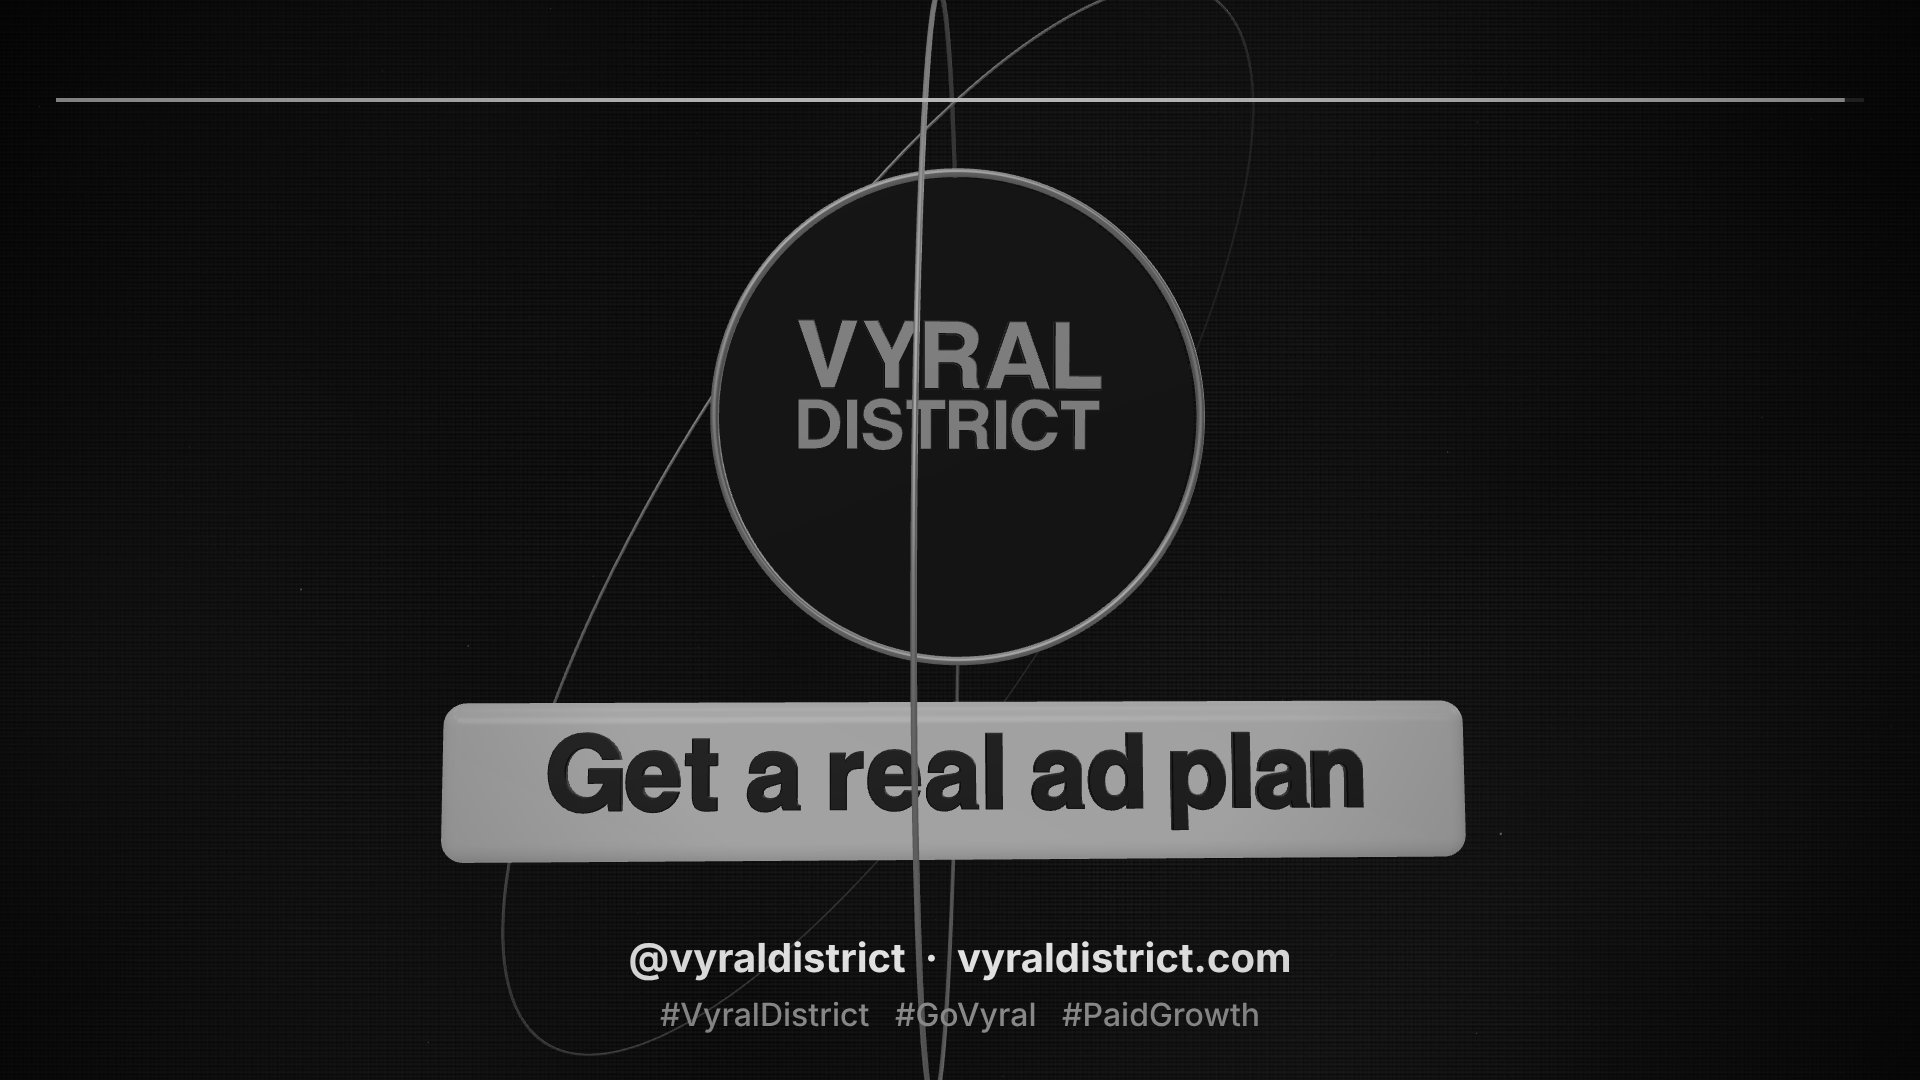 VYRAL
DISTRICT
Get a real ad plan
@vyraldistrict · vyraldistrict.com
#VyralDistrict #GoVyral #PaidGrowth